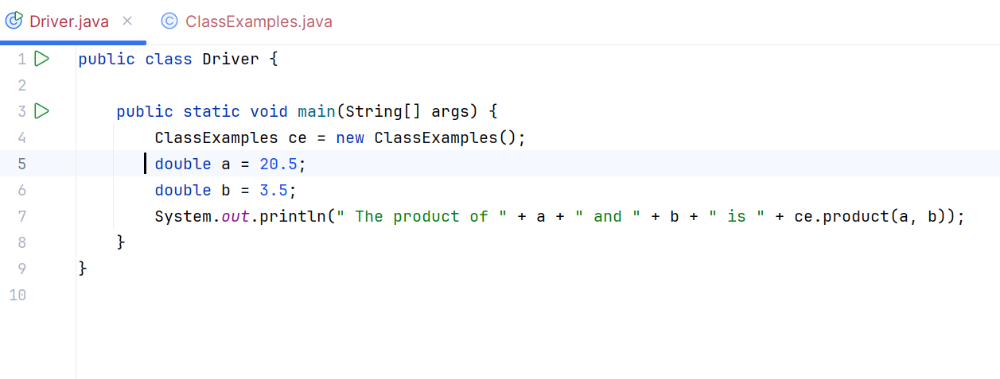 Driver.java × ClassExamples.java
1 public class Driver {
2
3 public static void main(String[] args) {
4 ClassExamples ce = new ClassExamples();
5 double a = 20.5;
6 double b = 3.5;
7 System.out.println(" The product of " + a + " and " + b + " is " + ce.product(a, b));
8 }
9 }
10